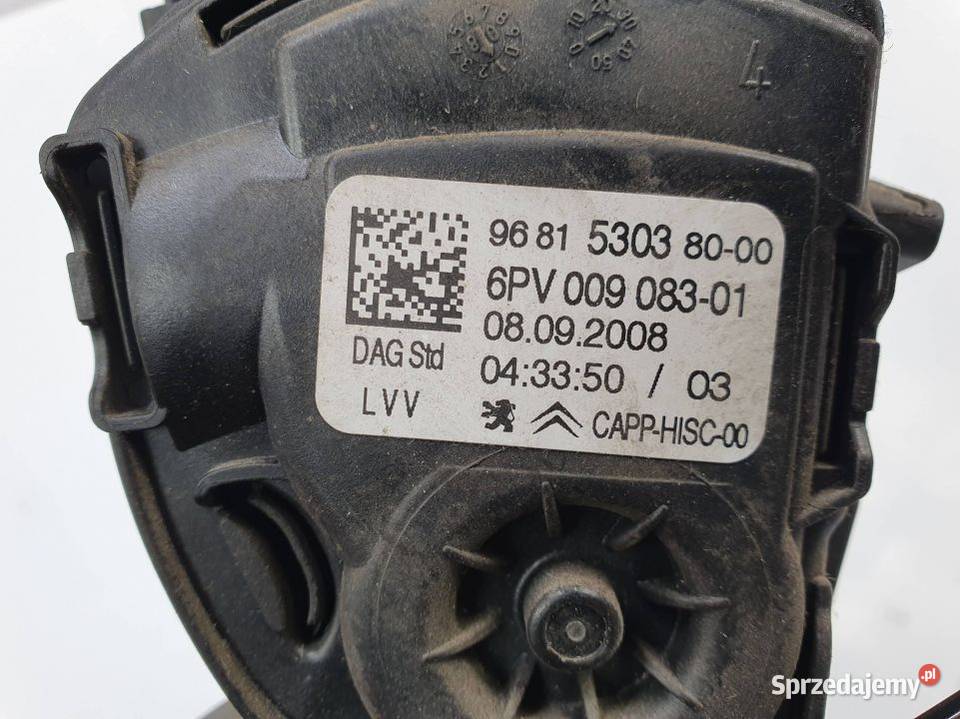 4
96 81 5303 80-00
6PV 009 083-01
08.09.2008
04:33:50 / 03
DAG Std
LVV
CAPP-HISC-00
Sprzedajemy.pl